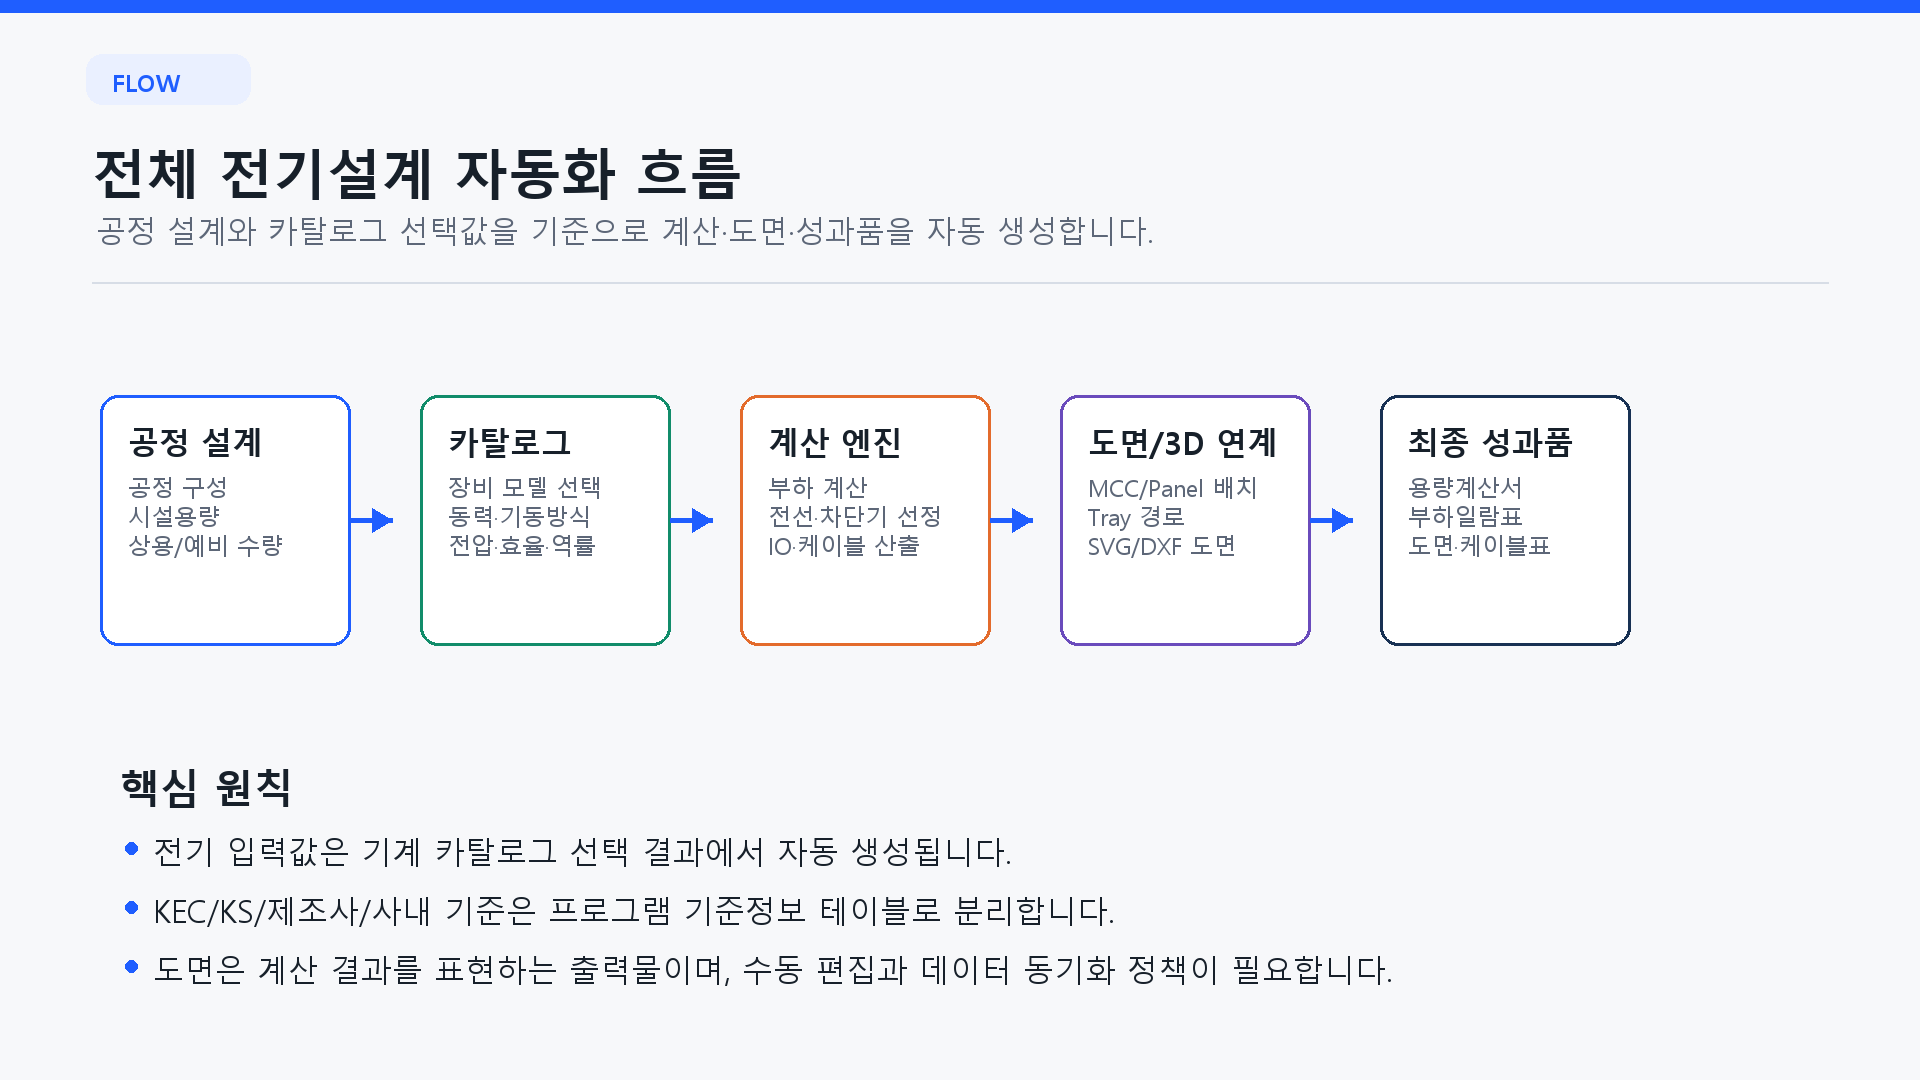 FLOW
전체 전기설계 자동화 흐름
공정 설계와 카탈로그 선택값을 기준으로 계산·도면·성과품을 자동 생성합니다.
공정 설계
공정 구성
시설용량
상용/예비 수량
카탈로그
장비 모델 선택
동력·기동방식
전압·효율·역률
계산 엔진
부하 계산
전선·차단기 선정
IO·케이블 산출
도면/3D 연계
MCC/Panel 배치
Tray 경로
SVG/DXF 도면
최종 성과품
용량계산서
부하일람표
도면·케이블표
핵심 원칙
전기 입력값은 기계 카탈로그 선택 결과에서 자동 생성됩니다.
KEC/KS/제조사/사내 기준은 프로그램 기준정보 테이블로 분리합니다.
도면은 계산 결과를 표현하는 출력물이며, 수동 편집과 데이터 동기화 정책이 필요합니다.